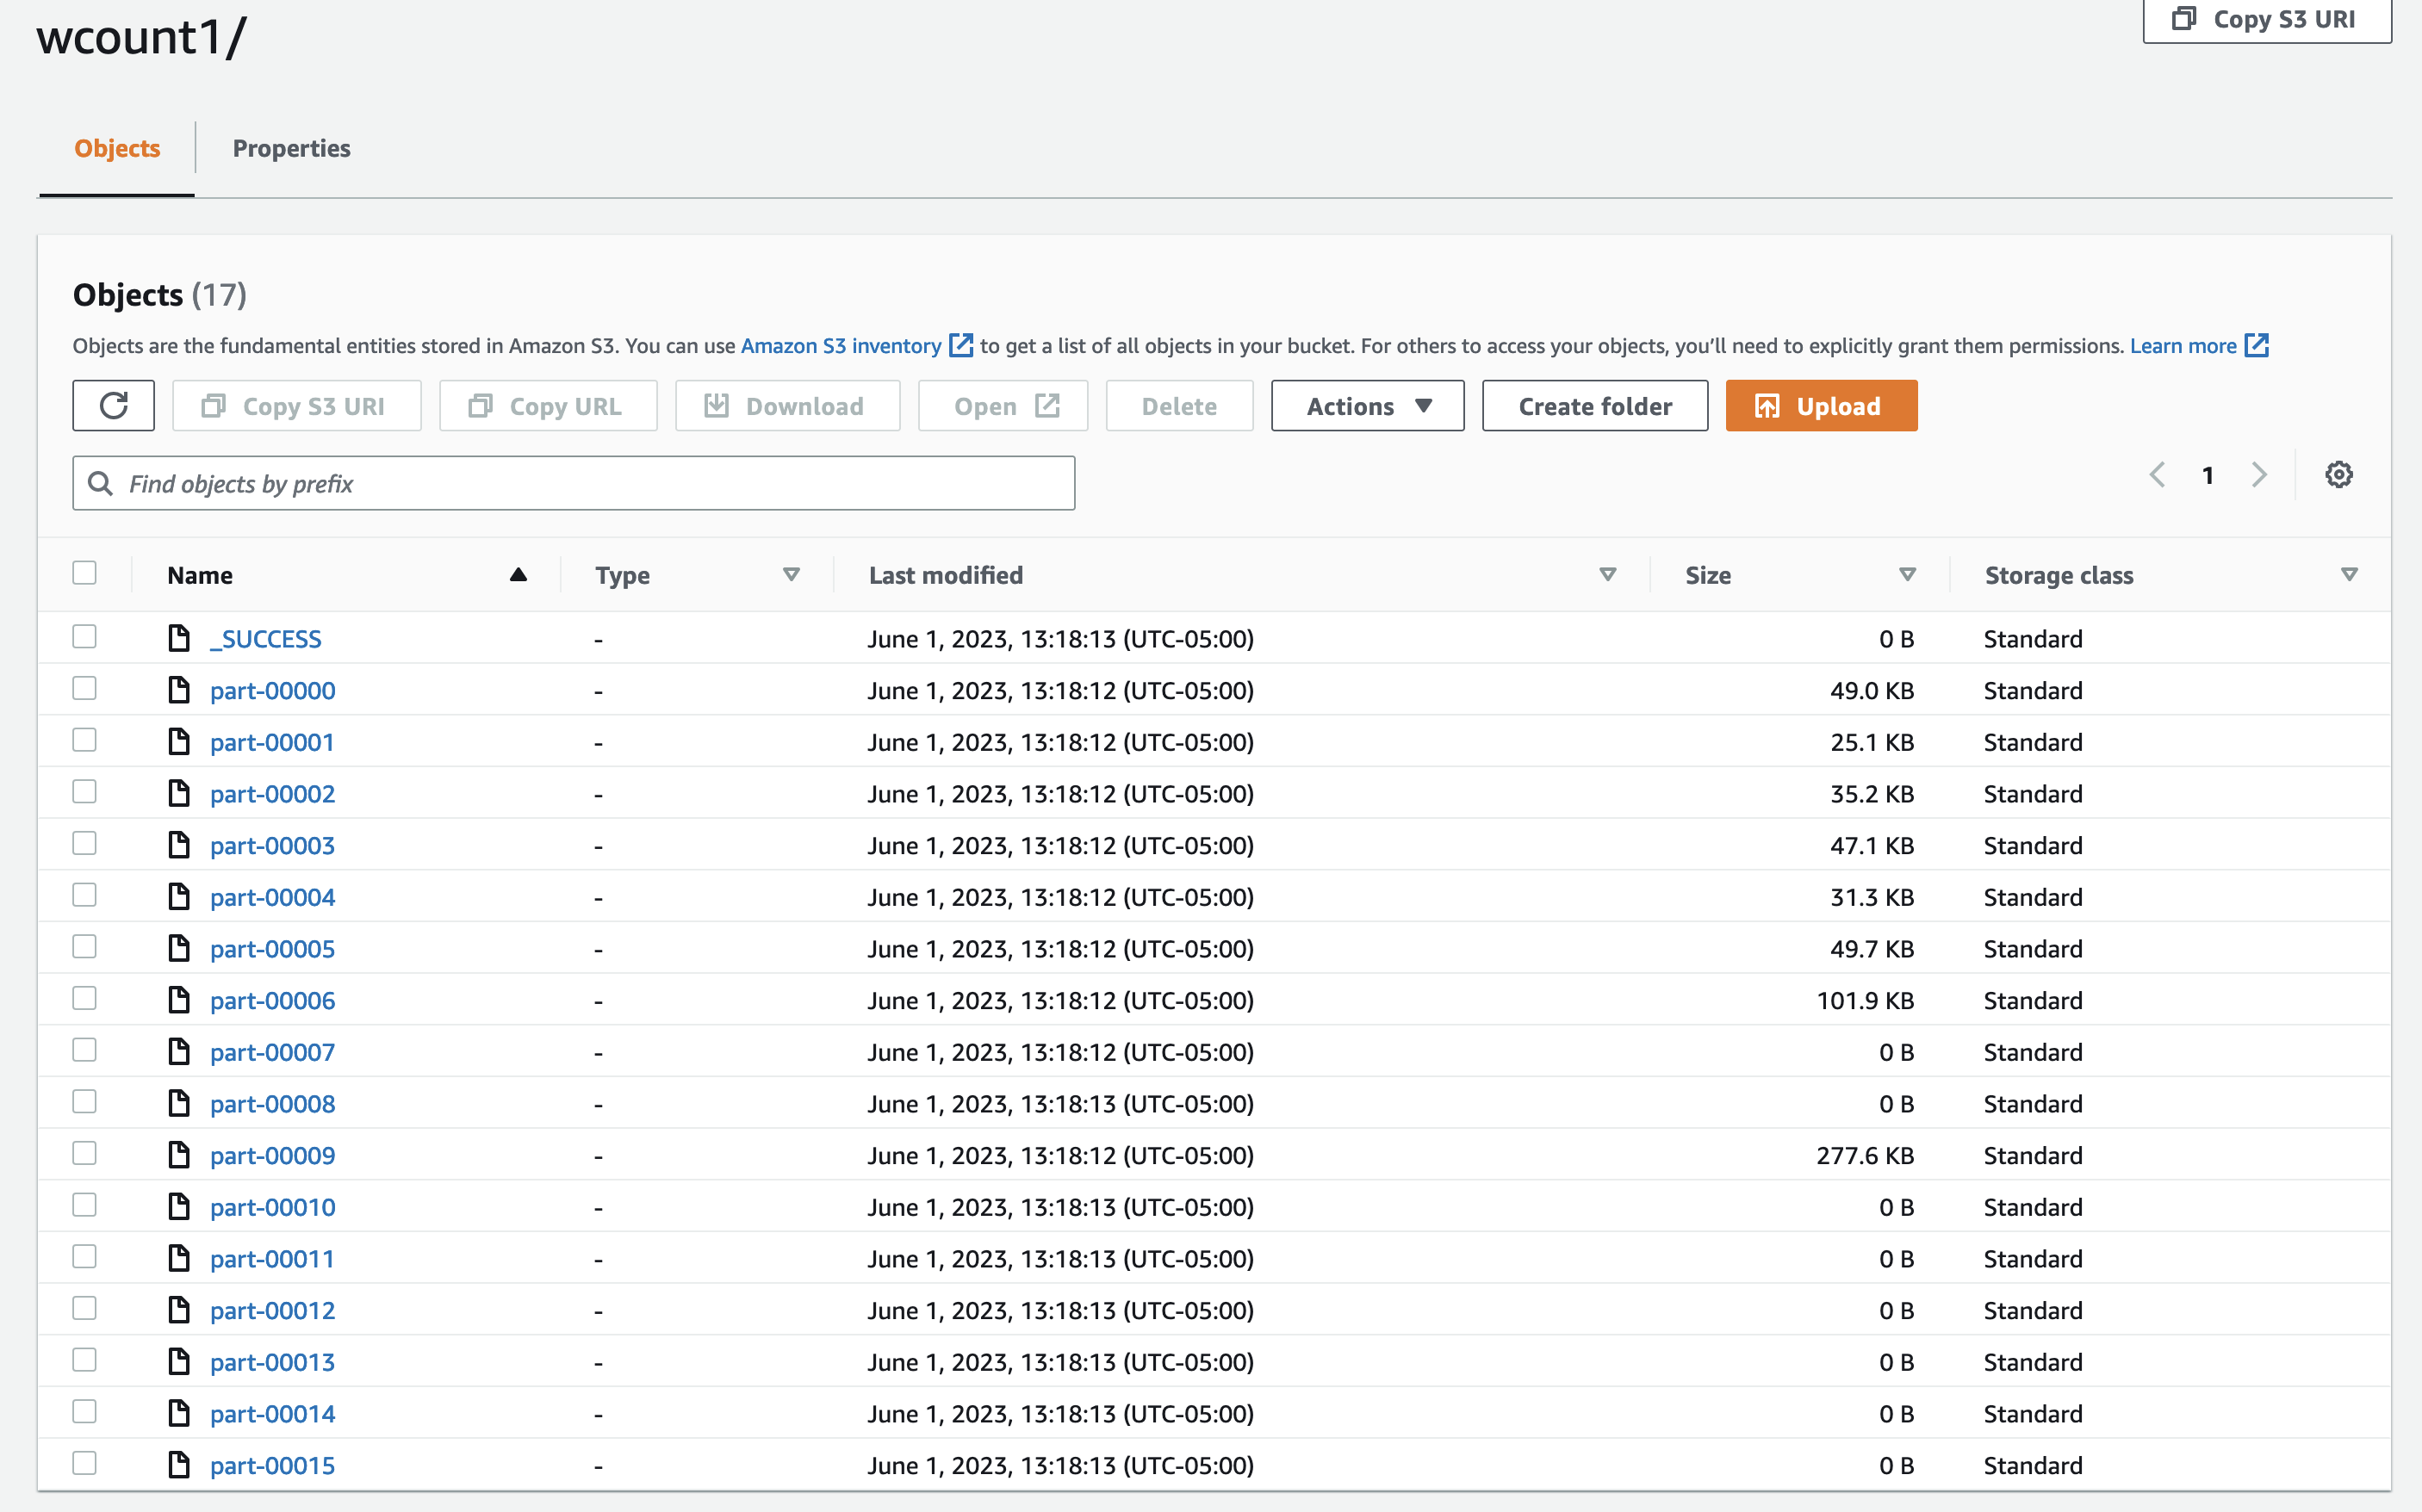 wcount1/
Copy S3 URI
Objects Properties
Objects (17)
Objects are the fundamental entities stored in Amazon S3. You can use Amazon S3 inventory to get a list of all objects in your bucket. For others to access your objects, you’ll need to explicitly grant them permissions. Learn more
Copy S3 URI Copy URL Download Open Delete Actions Create folder Upload
Find objects by prefix 1
Name Type Last modified Size Storage class
_SUCCESS - June 1, 2023, 13:18:13 (UTC-05:00) 0 B Standard
part-00000 - June 1, 2023, 13:18:12 (UTC-05:00) 49.0 KB Standard
part-00001 - June 1, 2023, 13:18:12 (UTC-05:00) 25.1 KB Standard
part-00002 - June 1, 2023, 13:18:12 (UTC-05:00) 35.2 KB Standard
part-00003 - June 1, 2023, 13:18:12 (UTC-05:00) 47.1 KB Standard
part-00004 - June 1, 2023, 13:18:12 (UTC-05:00) 31.3 KB Standard
part-00005 - June 1, 2023, 13:18:12 (UTC-05:00) 49.7 KB Standard
part-00006 - June 1, 2023, 13:18:12 (UTC-05:00) 101.9 KB Standard
part-00007 - June 1, 2023, 13:18:12 (UTC-05:00) 0 B Standard
part-00008 - June 1, 2023, 13:18:13 (UTC-05:00) 0 B Standard
part-00009 - June 1, 2023, 13:18:12 (UTC-05:00) 277.6 KB Standard
part-00010 - June 1, 2023, 13:18:13 (UTC-05:00) 0 B Standard
part-00011 - June 1, 2023, 13:18:13 (UTC-05:00) 0 B Standard
part-00012 - June 1, 2023, 13:18:13 (UTC-05:00) 0 B Standard
part-00013 - June 1, 2023, 13:18:13 (UTC-05:00) 0 B Standard
part-00014 - June 1, 2023, 13:18:13 (UTC-05:00) 0 B Standard
part-00015 - June 1, 2023, 13:18:13 (UTC-05:00) 0 B Standard